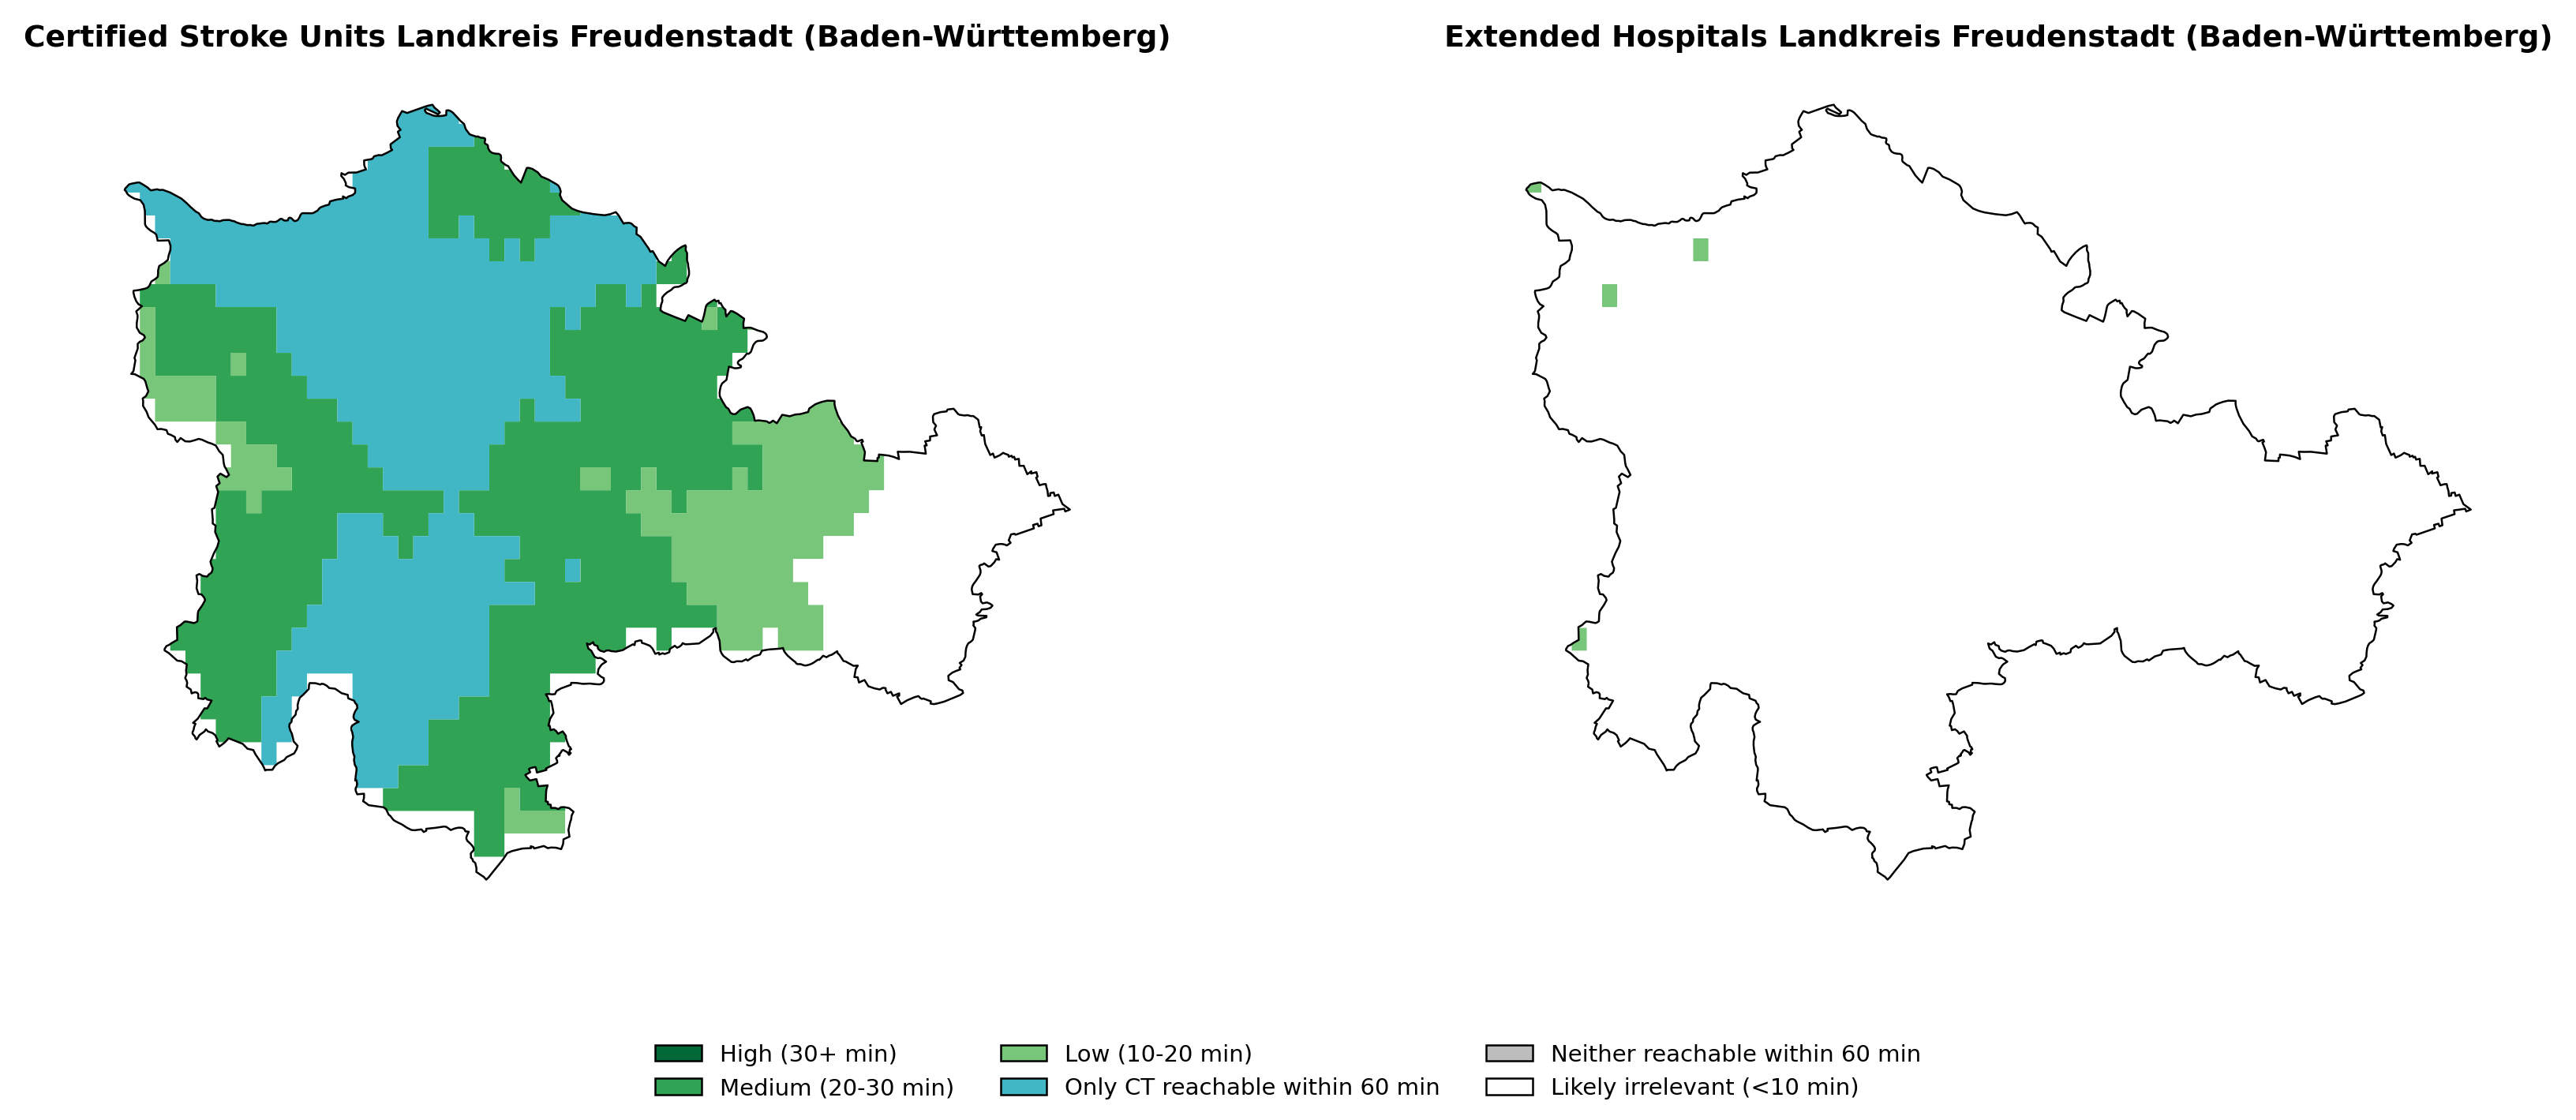 Certified Stroke Units Landkreis Freudenstadt (Baden-Württemberg)
Extended Hospitals Landkreis Freudenstadt (Baden-Württemberg)
High (30+ min)
Medium (20-30 min)
Low (10-20 min)
Only CT reachable within 60 min
Neither reachable within 60 min
Likely irrelevant (<10 min)